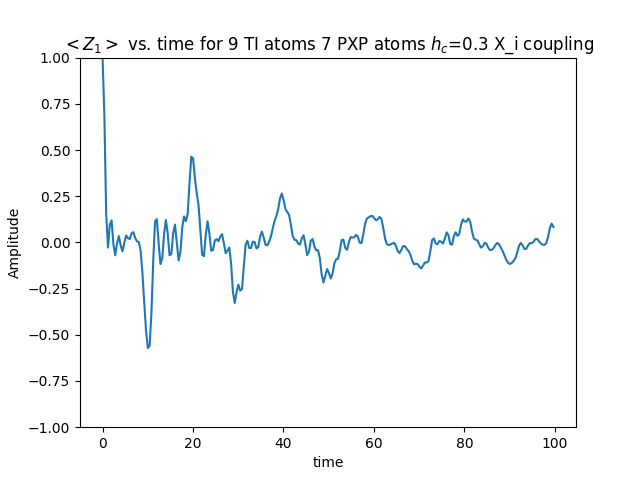 < Z₁ > vs. time for 9 TI atoms 7 PXP atoms h_c=0.3 X_i coupling
1.00
0.75
0.50
0.25
0.00
−0.25
−0.50
−0.75
−1.00
Amplitude
0 20 40 60 80 100
time